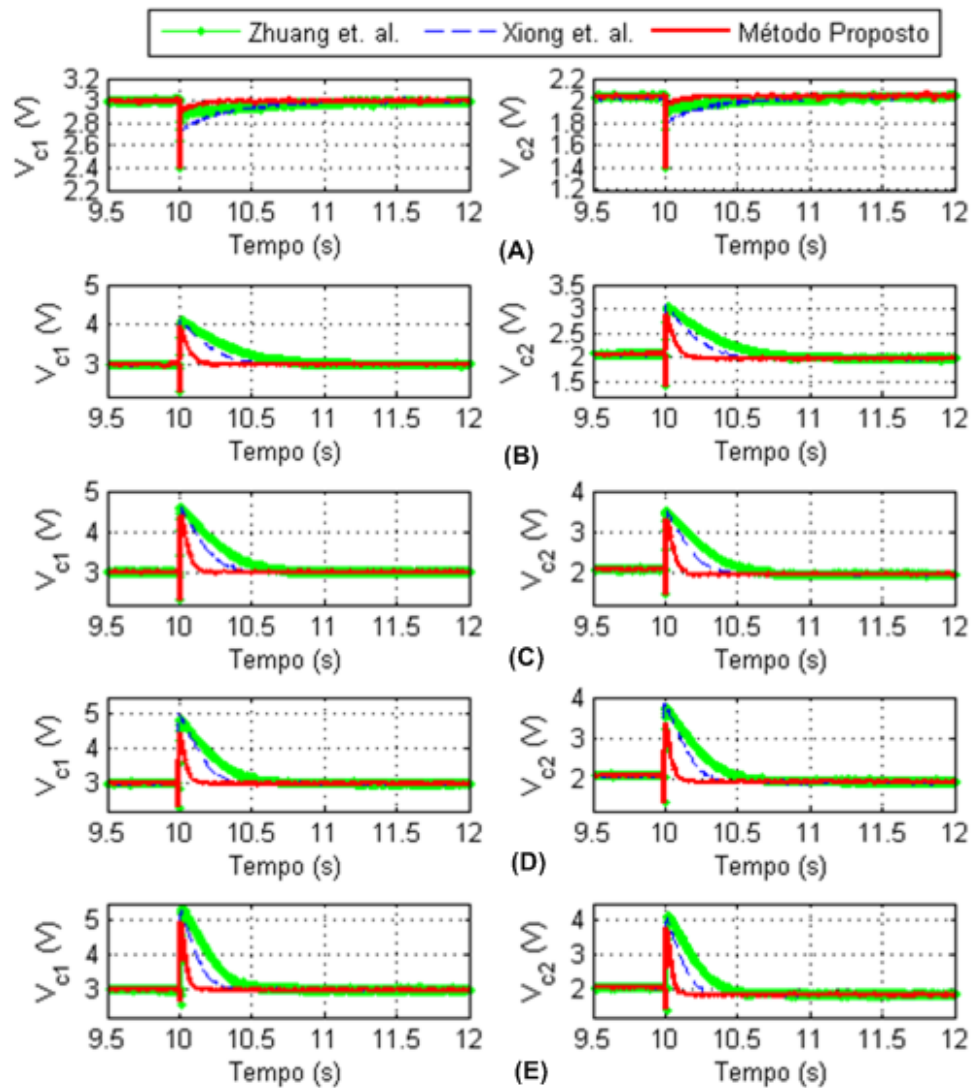 Zhuang et. al. Xiong et. al. Método Proposto
3.2 3 2.8 2.6 2.4 2.2
V_c1 (V)
9.5 10 10.5 11 11.5 12
Tempo (s)
2.2 2 1.8 1.6 1.4 1.2
V_c2 (V)
9.5 10 10.5 11 11.5 12
Tempo (s)
(A)
5 4 3
V_c1 (V)
9.5 10 10.5 11 11.5 12
Tempo (s)
3.5 3 2.5 2 1.5
V_c2 (V)
9.5 10 10.5 11 11.5 12
Tempo (s)
(B)
5 4 3
V_c1 (V)
9.5 10 10.5 11 11.5 12
Tempo (s)
4 3 2
V_c2 (V)
9.5 10 10.5 11 11.5 12
Tempo (s)
(C)
5 4 3
V_c1 (V)
9.5 10 10.5 11 11.5 12
Tempo (s)
4 3 2
V_c2 (V)
9.5 10 10.5 11 11.5 12
Tempo (s)
(D)
5 4 3
V_c1 (V)
9.5 10 10.5 11 11.5 12
Tempo (s)
4 3 2
V_c2 (V)
9.5 10 10.5 11 11.5 12
Tempo (s)
(E)